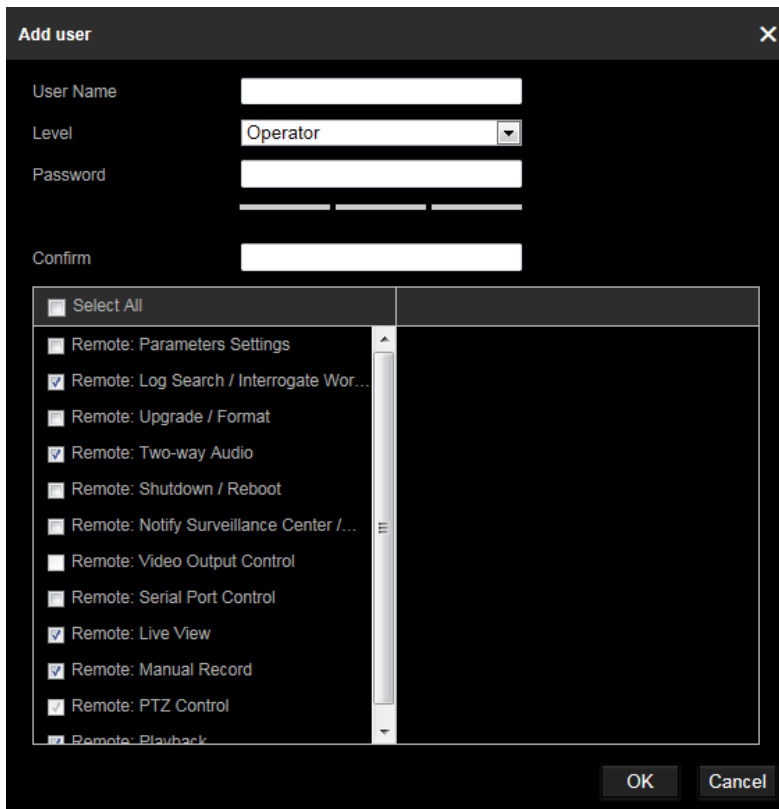 Add user
User Name
Level Operator
Password
Confirm
Select All
Remote: Parameters Settings
Remote: Log Search / Interrogate Wor...
Remote: Upgrade / Format
Remote: Two-way Audio
Remote: Shutdown / Reboot
Remote: Notify Surveillance Center /...
Remote: Video Output Control
Remote: Serial Port Control
Remote: Live View
Remote: Manual Record
Remote: PTZ Control
Remote: Playback
OK Cancel